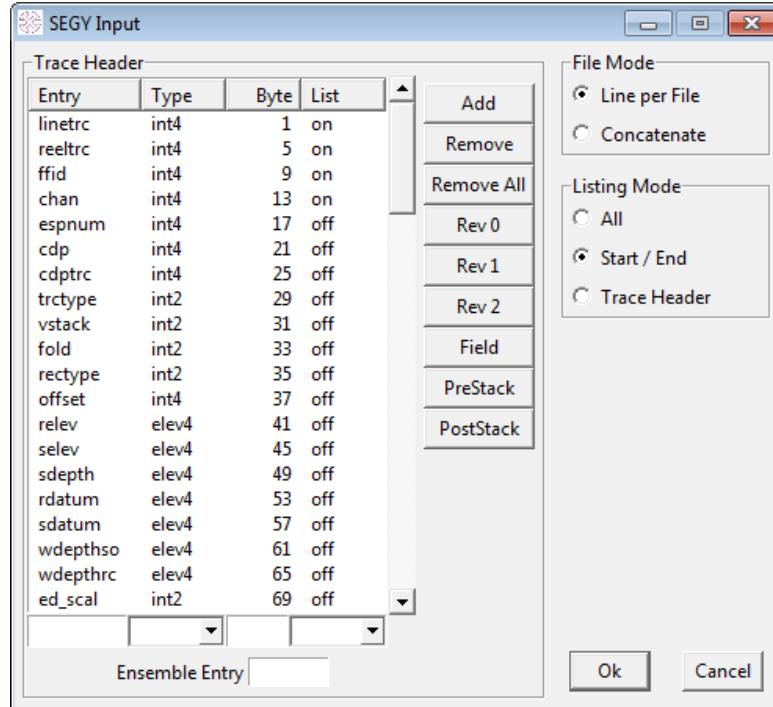 SEGY Input
Trace Header
Entry Type Byte List
linetrc int4 1 on
reeltrc int4 5 on
ffid int4 9 on
chan int4 13 on
espnum int4 17 off
cdp int4 21 off
cdptrc int4 25 off
trctype int2 29 off
vstack int2 31 off
fold int2 33 off
rectype int2 35 off
offset int4 37 off
relev elev4 41 off
selev elev4 45 off
sdepth elev4 49 off
rdatum elev4 53 off
sdatum elev4 57 off
wdepthso elev4 61 off
wdepthrc elev4 65 off
ed_scal int2 69 off
Ensemble Entry
Add
Remove
Remove All
Rev 0
Rev 1
Rev 2
Field
PreStack
PostStack
File Mode
Line per File
Concatenate
Listing Mode
All
Start / End
Trace Header
Ok Cancel